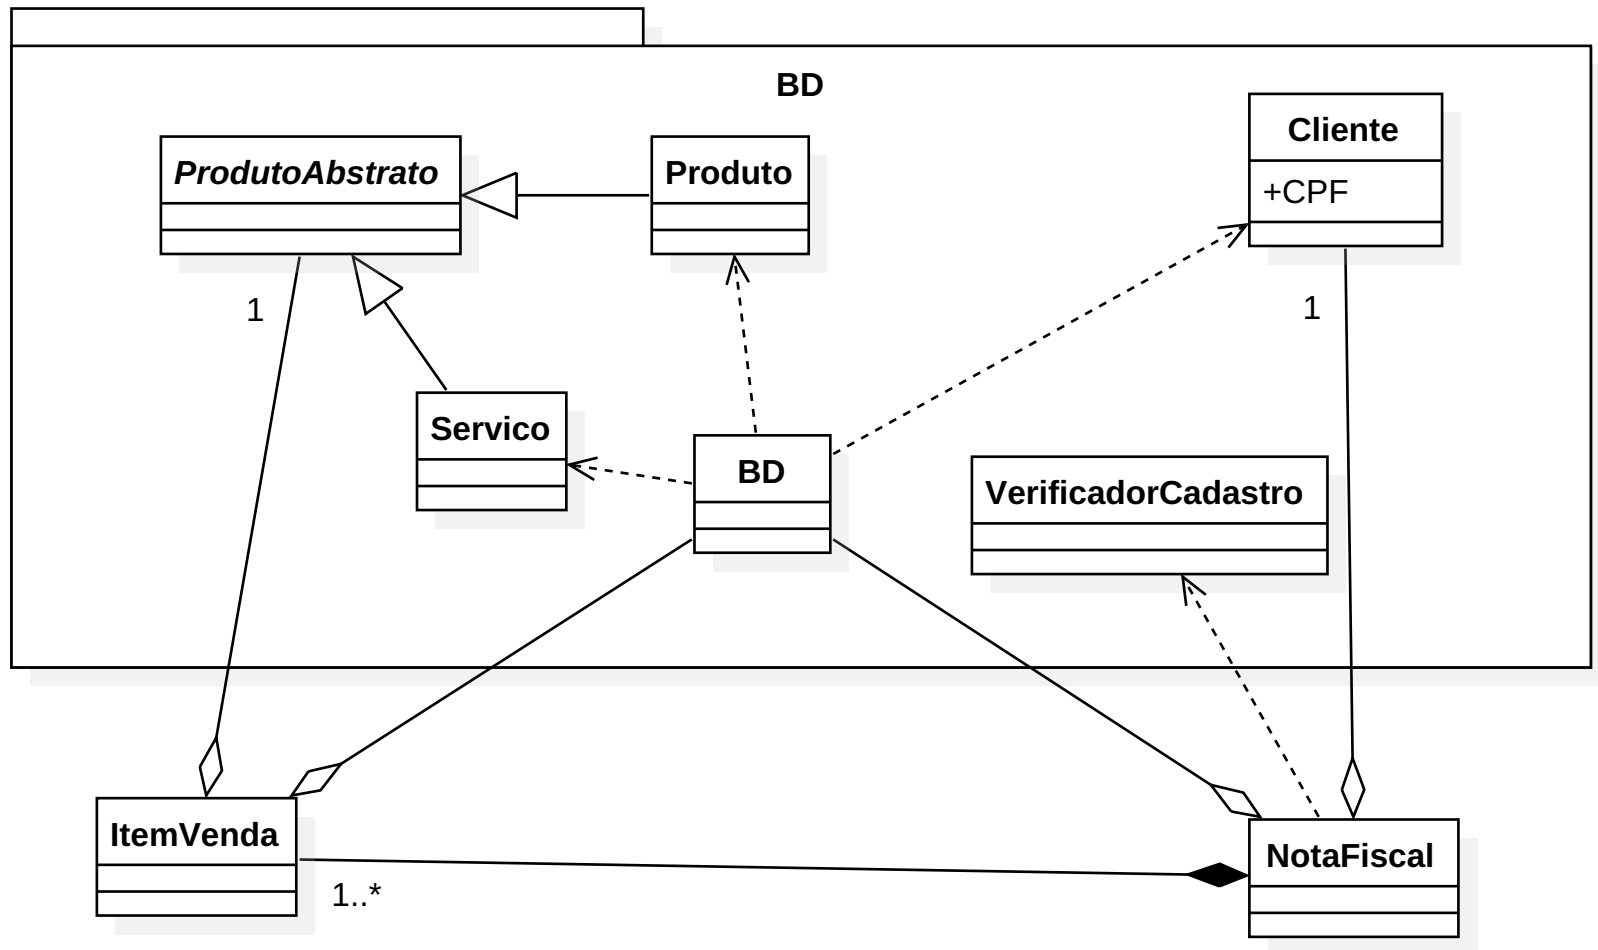 BD
Cliente
+CPF
ProdutoAbstrato
Produto
1
1
Servico
BD
VerificadorCadastro
ItemVenda
1..*
NotaFiscal